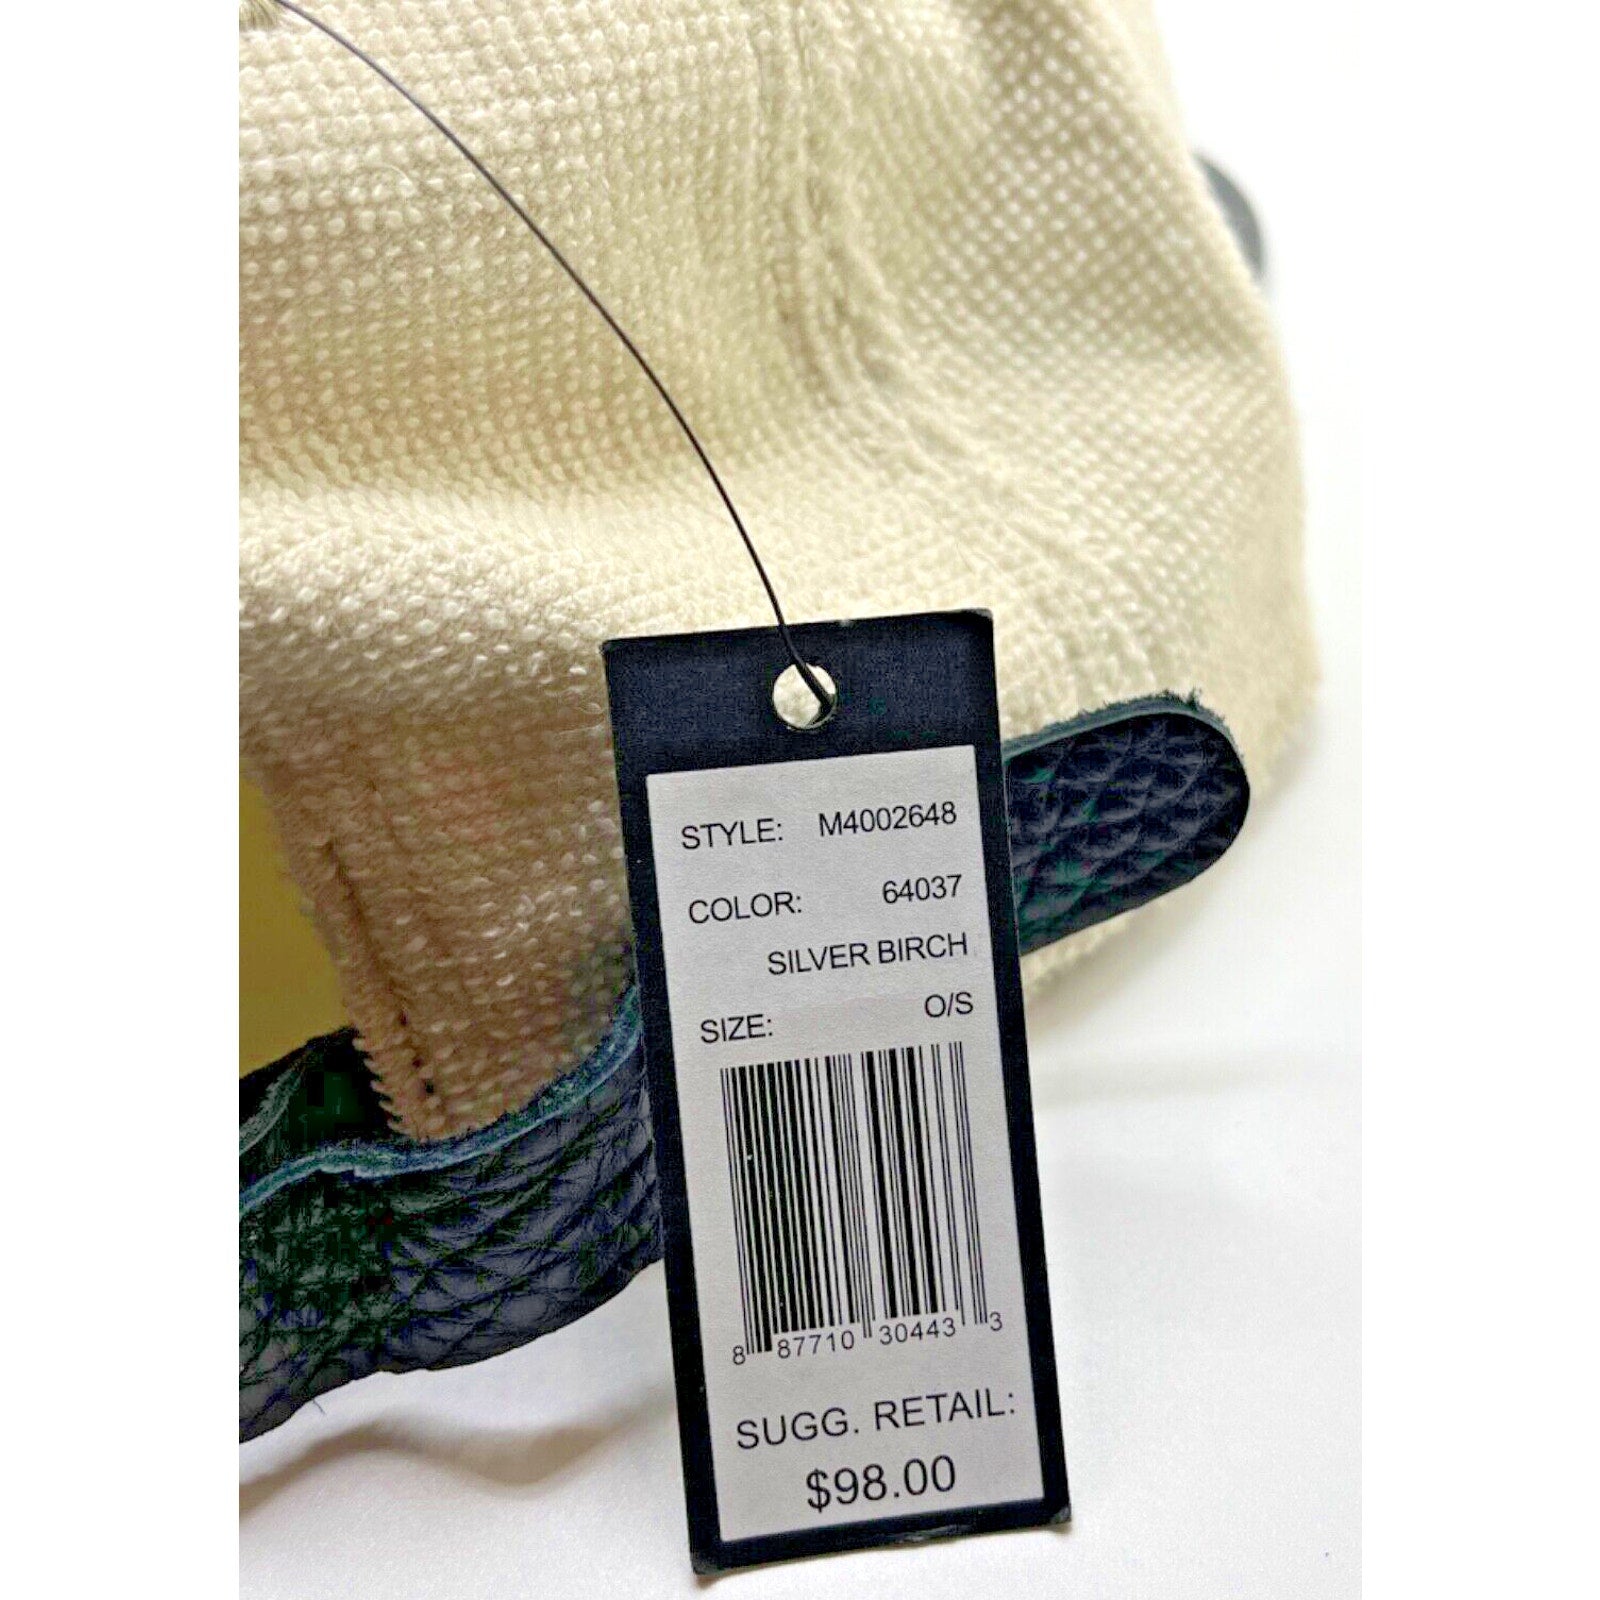 STYLE: M4002648
COLOR: 64037
SILVER BIRCH
SIZE: O/S
8 87710 30443 3
SUGG. RETAIL:
$98.00